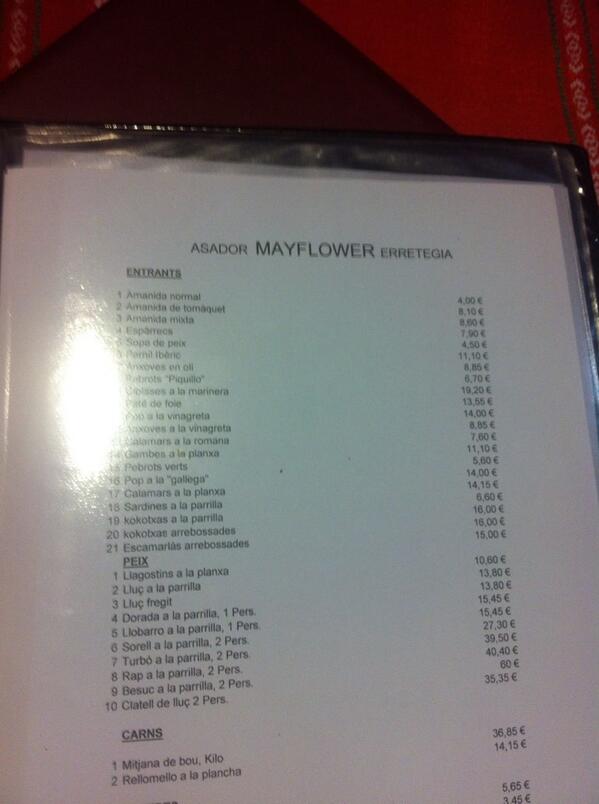 ASADOR MAYFLOWER ERRETEGIA
ENTRANTS
1 Amanida normal 4,00 €
2 Amanida de tomàquet 8,10 €
3 Amanida mixta 8,60 €
4 Espàrrecs 7,90 €
Sopa de peix 4,50 €
Pernil Ibèric 11,10 €
Anxoves en oli 8,85 €
Pebrots "Piquillo" 6,70 €
a la marinera 19,20 €
Paté de foie 13,55 €
Pop a la vinagreta 14,00 €
Anxoves a la vinagreta 8,85 €
Calamars a la romana 7,60 €
Gambes a la planxa 11,10 €
Pebrots verts 5,60 €
16 Pop a la "gallega" 14,00 €
17 Calamars a la planxa 14,15 €
18 Sardines a la parrilla 6,60 €
19 kokotxas a la parrilla 16,00 €
20 kokotxas arrebossades 16,00 €
21 Escamarlàs arrebossades 15,00 €
PEIX
1 Llagostins a la planxa 10,60 €
2 Lluç a la parrilla 13,80 €
3 Lluç fregit 13,80 €
4 Dorada a la parrilla, 1 Pers. 15,45 €
5 Llobarro a la parrilla, 1 Pers. 15,45 €
6 Sorell a la parrilla, 2 Pers. 27,30 €
7 Turbó a la parrilla, 2 Pers. 39,50 €
8 Rap a la parrilla, 2 Pers. 40,40 €
9 Besuc a la parrilla, 2 Pers. 60 €
10 Clatell de lluç 2 Pers. 35,35 €
CARNS
1 Mitjana de bou, Kilo 36,85 €
2 Rellomello a la plancha 14,15 €
5,65 €
3,45 €